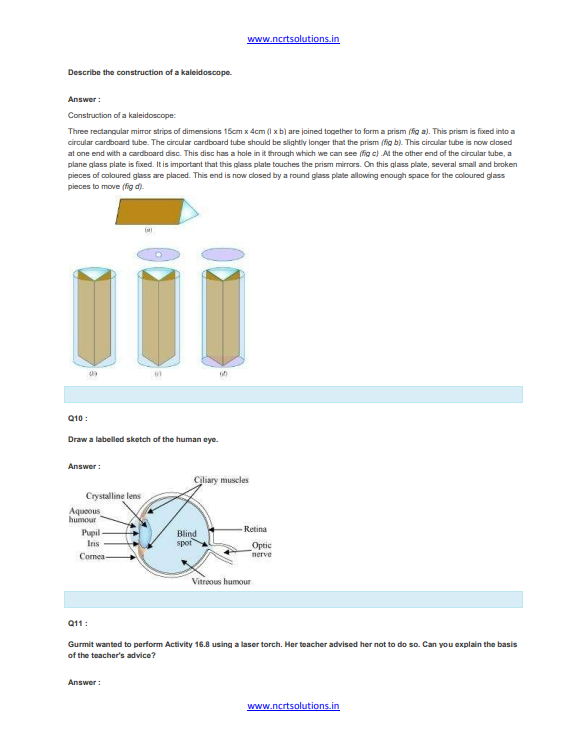 www.ncrtsolutions.in
Describe the construction of a kaleidoscope.
Answer :
Construction of a kaleidoscope:
Three rectangular mirror strips of dimensions 15cm x 4cm (l x b) are joined together to form a prism (fig a). This prism is fixed into a
circular cardboard tube. The circular cardboard tube should be slightly longer that the prism (fig b). This circular tube is now closed
at one end with a cardboard disc. This disc has a hole in it through which we can see (fig c) .At the other end of the circular tube, a
plane glass plate is fixed. It is important that this glass plate touches the prism mirrors. On this glass plate, several small and broken
pieces of coloured glass are placed. This end is now closed by a round glass plate allowing enough space for the coloured glass
pieces to move (fig d).
(a)
(b) (c) (d)
Q10 :
Draw a labelled sketch of the human eye.
Answer :
Ciliary muscles
Crystalline lens
Aqueous
humour
Pupil
Iris
Cornea
Blind
spot
Retina
Optic
nerve
Vitreous humour
Q11 :
Gurmit wanted to perform Activity 16.8 using a laser torch. Her teacher advised her not to do so. Can you explain the basis
of the teacher's advice?
Answer :
www.ncrtsolutions.in